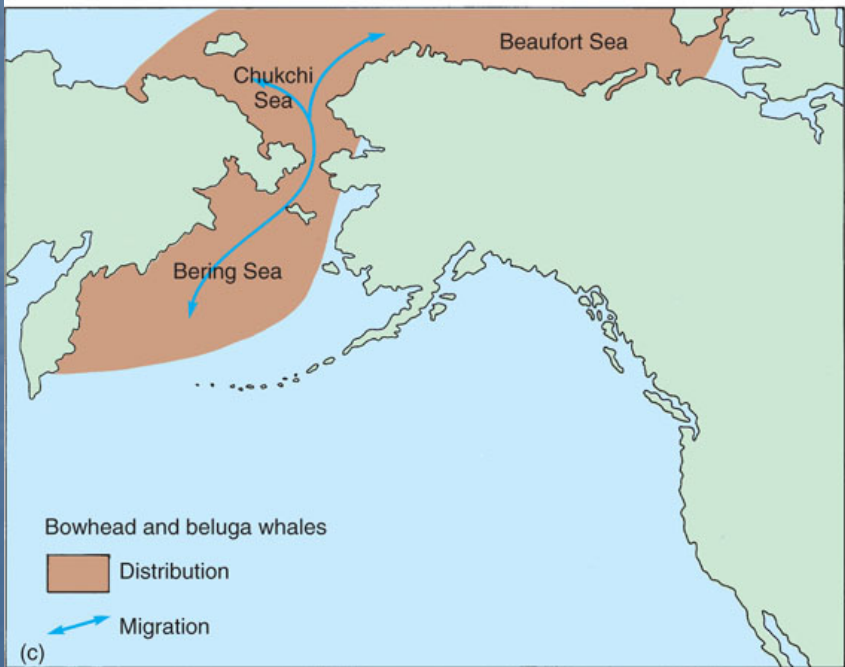 Beaufort Sea
Chukchi
Sea
Bering Sea
Bowhead and beluga whales
Distribution
Migration
(c)